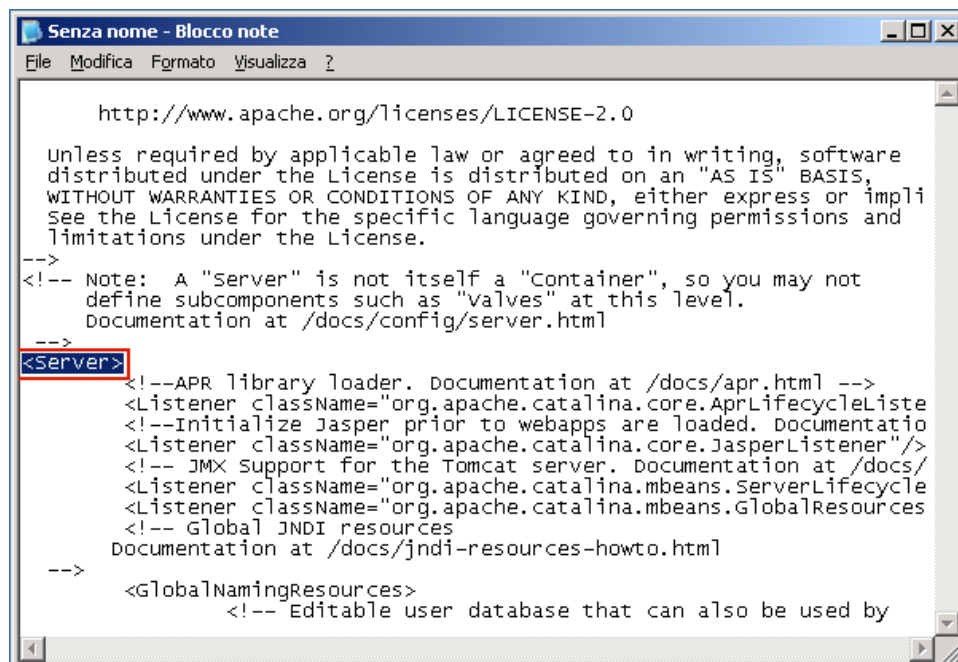 Senza nome - Blocco note
File Modifica Formato Visualizza ?
http://www.apache.org/licenses/LICENSE-2.0
Unless required by applicable law or agreed to in writing, software
distributed under the License is distributed on an "AS IS" BASIS,
WITHOUT WARRANTIES OR CONDITIONS OF ANY KIND, either express or impli
See the License for the specific language governing permissions and
limitations under the License.
-->
<!-- Note:  A "Server" is not itself a "Container", so you may not
define subcomponents such as "Valves" at this level.
Documentation at /docs/config/server.html
-->
<Server>
<!--APR library loader. Documentation at /docs/apr.html -->
<Listener className="org.apache.catalina.core.AprLifecycleListe
<!--Initialize Jasper prior to webapps are loaded. Documentatio
<Listener className="org.apache.catalina.core.JasperListener"/>
<!-- JMX Support for the Tomcat server. Documentation at /docs/
<Listener className="org.apache.catalina.mbeans.ServerLifecycle
<Listener className="org.apache.catalina.mbeans.GlobalResources
<!-- Global JNDI resources
Documentation at /docs/jndi-resources-howto.html
-->
<GlobalNamingResources>
<!-- Editable user database that can also be used by